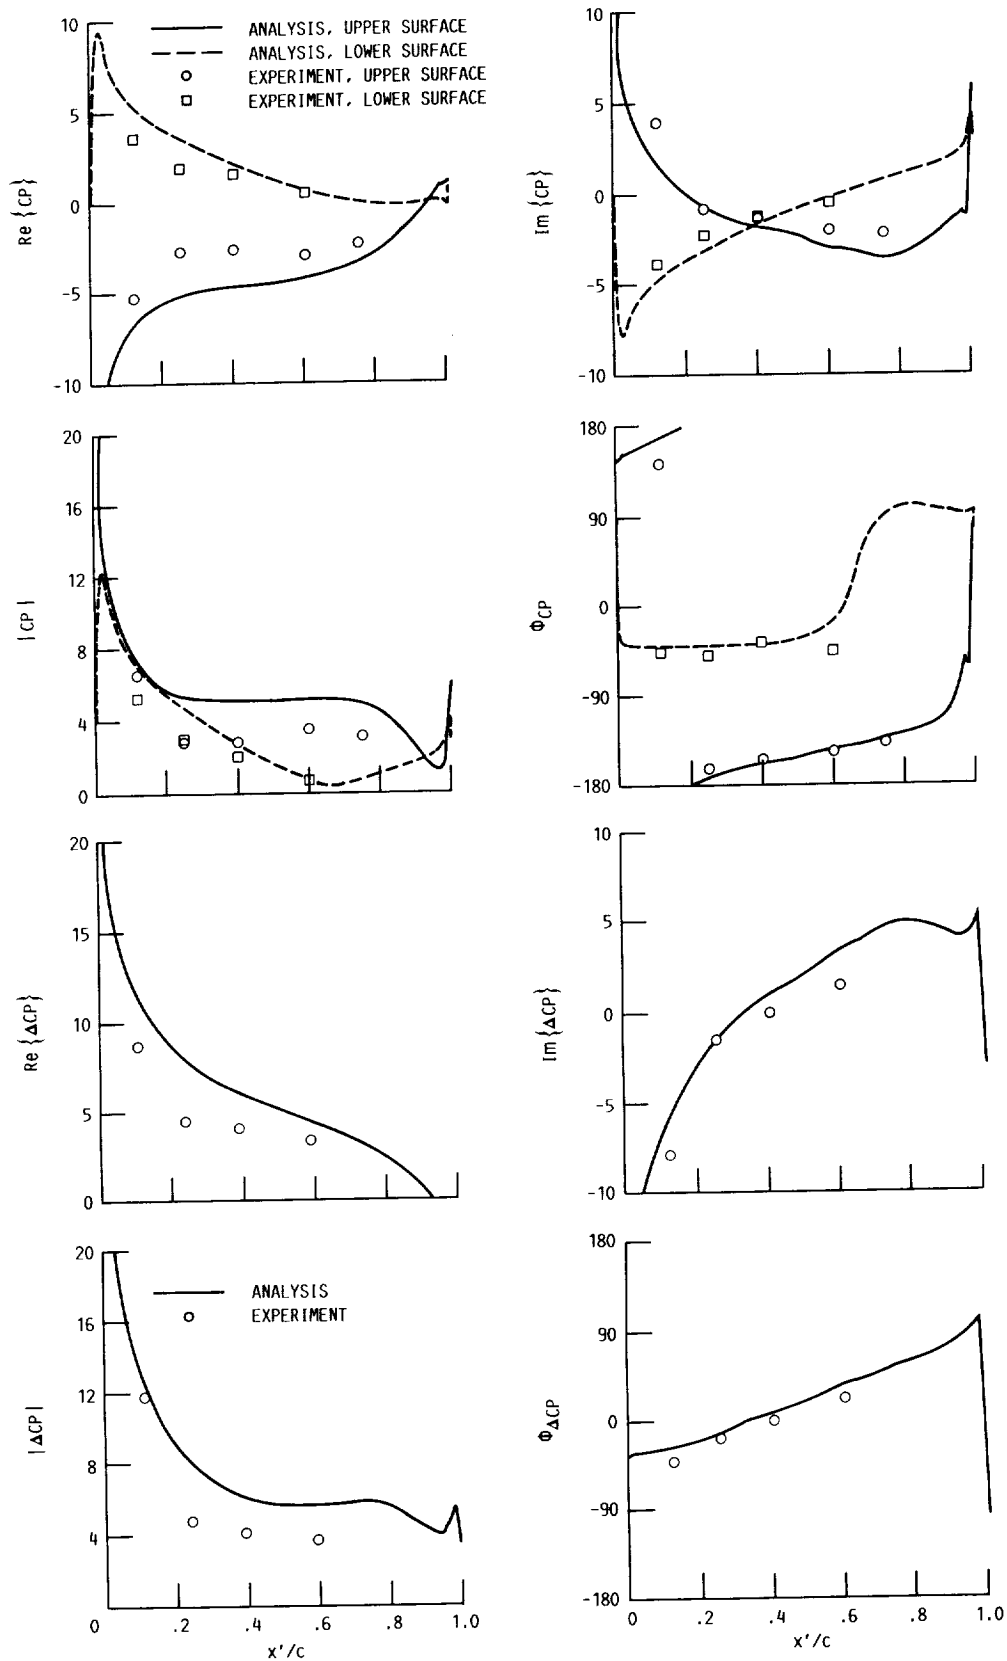 10
5
0
-5
-10
Re {CP}
ANALYSIS, UPPER SURFACE
ANALYSIS, LOWER SURFACE
EXPERIMENT, UPPER SURFACE
EXPERIMENT, LOWER SURFACE
10
5
0
-5
-10
Im {CP}
20
16
12
8
4
0
|CP|
180
90
0
-90
-180
ΦCP
20
15
10
5
0
Re {ΔCP}
10
5
0
-5
-10
Im {ΔCP}
20
16
12
8
4
|ΔCP|
ANALYSIS
EXPERIMENT
0 .2 .4 .6 .8 1.0
x'/c
180
90
0
-90
-180
ΦΔCP
0 .2 .4 .6 .8 1.0
x'/c